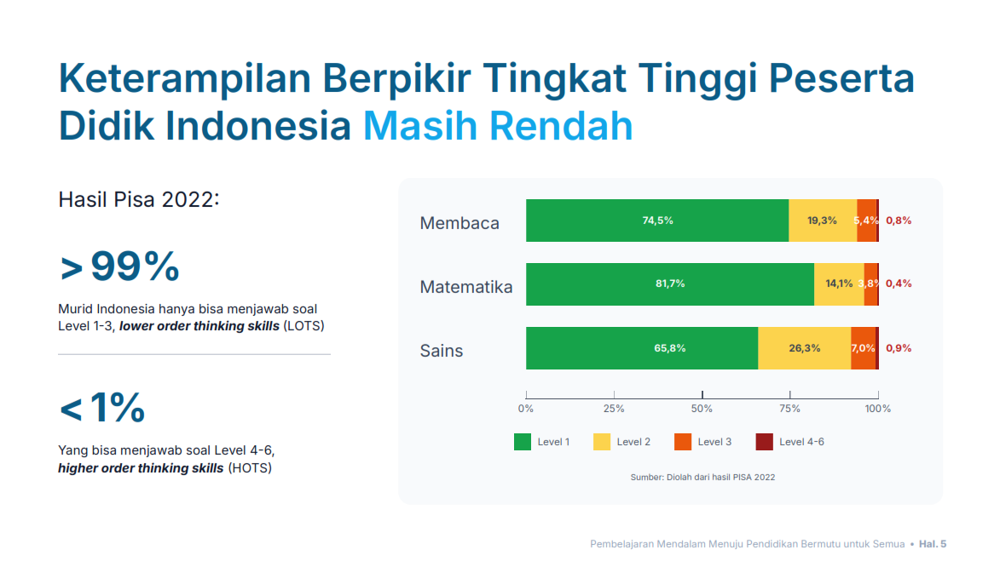 Keterampilan Berpikir Tingkat Tinggi Peserta
Didik Indonesia Masih Rendah
Hasil Pisa 2022:
> 99%
Murid Indonesia hanya bisa menjawab soal
Level 1-3, lower order thinking skills (LOTS)
< 1%
Yang bisa menjawab soal Level 4-6,
higher order thinking skills (HOTS)
Membaca 74,5% 19,3% 5,4% 0,8%
Matematika 81,7% 14,1% 3,8% 0,4%
Sains 65,8% 26,3% 7,0% 0,9%
0% 25% 50% 75% 100%
Level 1 Level 2 Level 3 Level 4-6
Sumber: Diolah dari hasil PISA 2022
Pembelajaran Mendalam Menuju Pendidikan Bermutu untuk Semua • Hal. 5